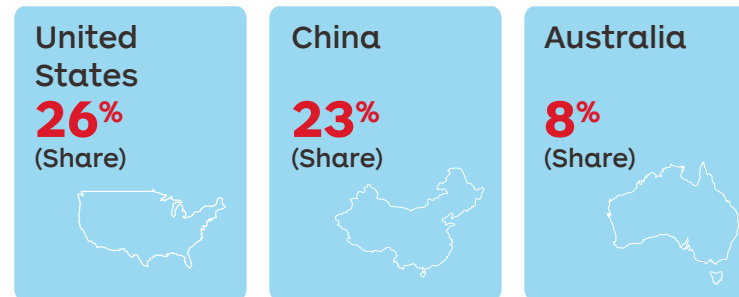 United
States
26%
(Share)
China
23%
(Share)
Australia
8%
(Share)